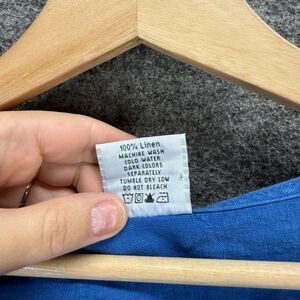 100% Linen
MACHINE WASH
COLD WATER
DARK COLORS
SEPARATELY
TUMBLE DRY LOW
DO NOT BLEACH